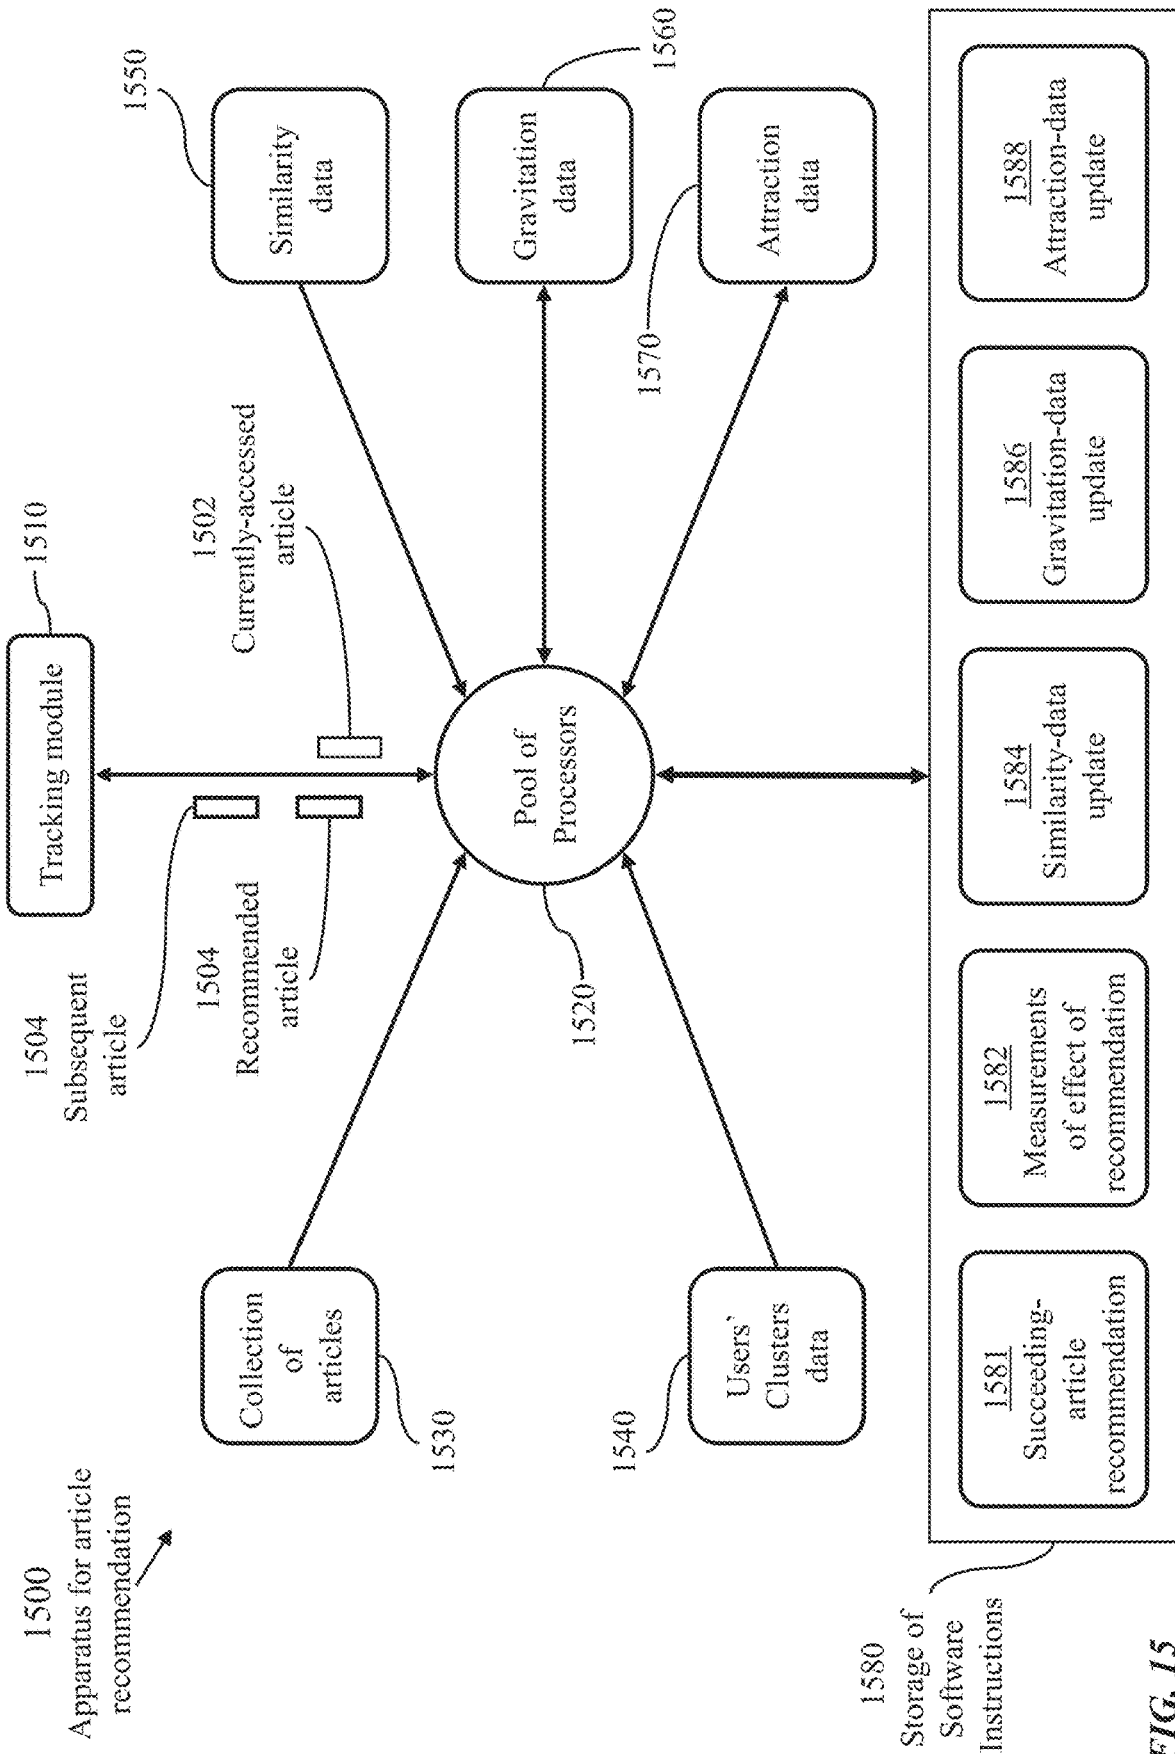 1500
Apparatus for article
recommendation
Tracking module
1510
1504
Subsequent
article
1504
Recommended
article
1502
Currently-accessed
article
Collection
of
articles
1530
Users'
Clusters
data
1540
Pool of
Processors
1520
Similarity
data
1550
Gravitation
data
1560
Attraction
data
1570
1580
Storage of
Software
Instructions
1581
Succeeding-
article
recommendation
1582
Measurements
of effect of
recommendation
1584
Similarity-data
update
1586
Gravitation-data
update
1588
Attraction-data
update
FIG. 15